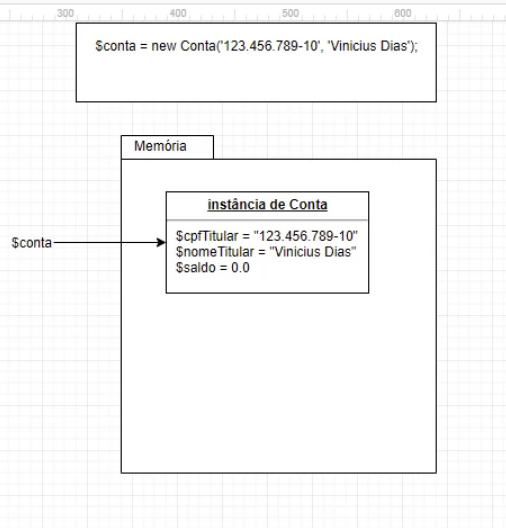 300 400 500 600
$conta = new Conta('123.456.789-10', 'Vinicius Dias');
Memória
instância de Conta
$conta
$cpfTitular = "123.456.789-10"
$nomeTitular = "Vinicius Dias"
$saldo = 0.0